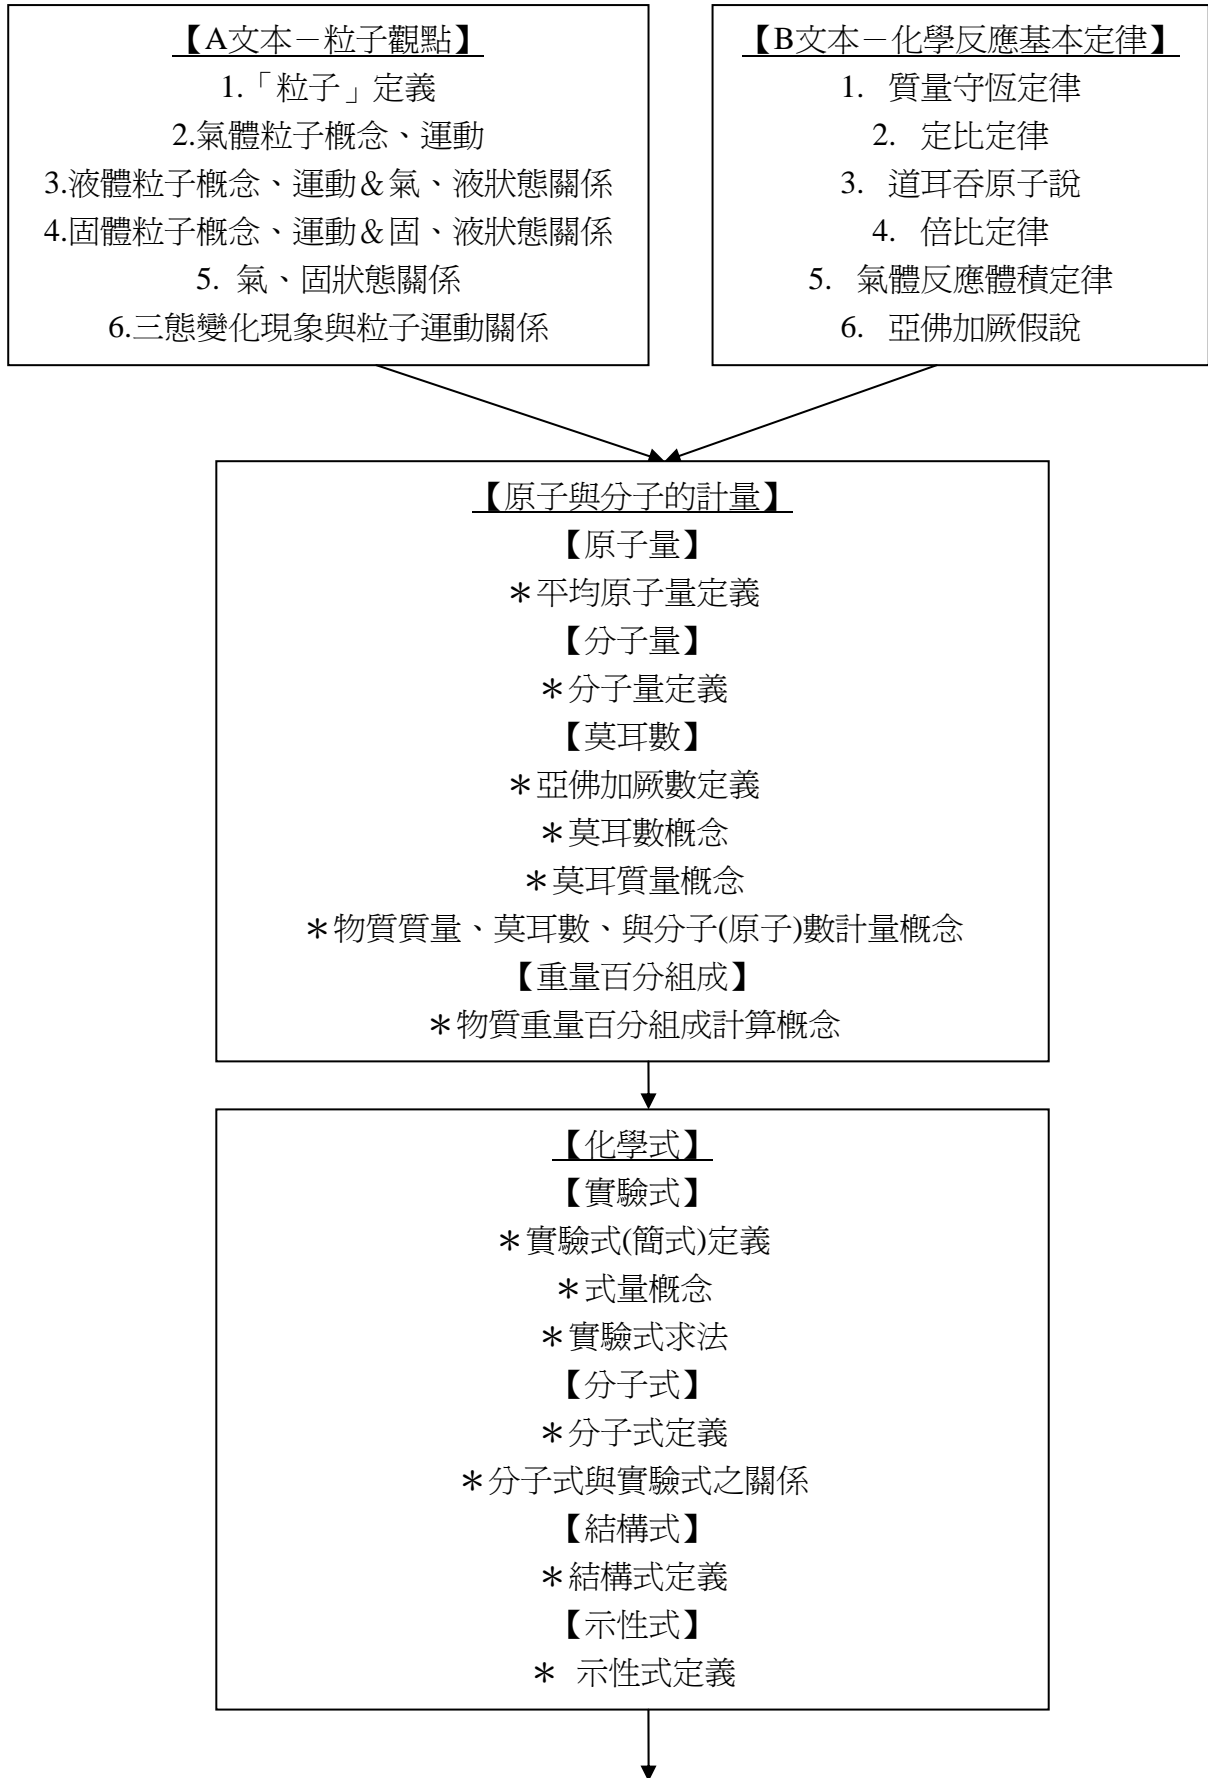 【A文本－粒子觀點】
1.「粒子」定義
2.氣體粒子概念、運動
3.液體粒子概念、運動＆氣、液狀態關係
4.固體粒子概念、運動＆固、液狀態關係
5. 氣、固狀態關係
6.三態變化現象與粒子運動關係
【B文本－化學反應基本定律】
1. 質量守恆定律
2. 定比定律
3. 道耳吞原子說
4. 倍比定律
5. 氣體反應體積定律
6. 亞佛加厥假說
【原子與分子的計量】
【原子量】
＊平均原子量定義
【分子量】
＊分子量定義
【莫耳數】
＊亞佛加厥數定義
＊莫耳數概念
＊莫耳質量概念
＊物質質量、莫耳數、與分子(原子)數計量概念
【重量百分組成】
＊物質重量百分組成計算概念
【化學式】
【實驗式】
＊實驗式(簡式)定義
＊式量概念
＊實驗式求法
【分子式】
＊分子式定義
＊分子式與實驗式之關係
【結構式】
＊結構式定義
【示性式】
＊ 示性式定義